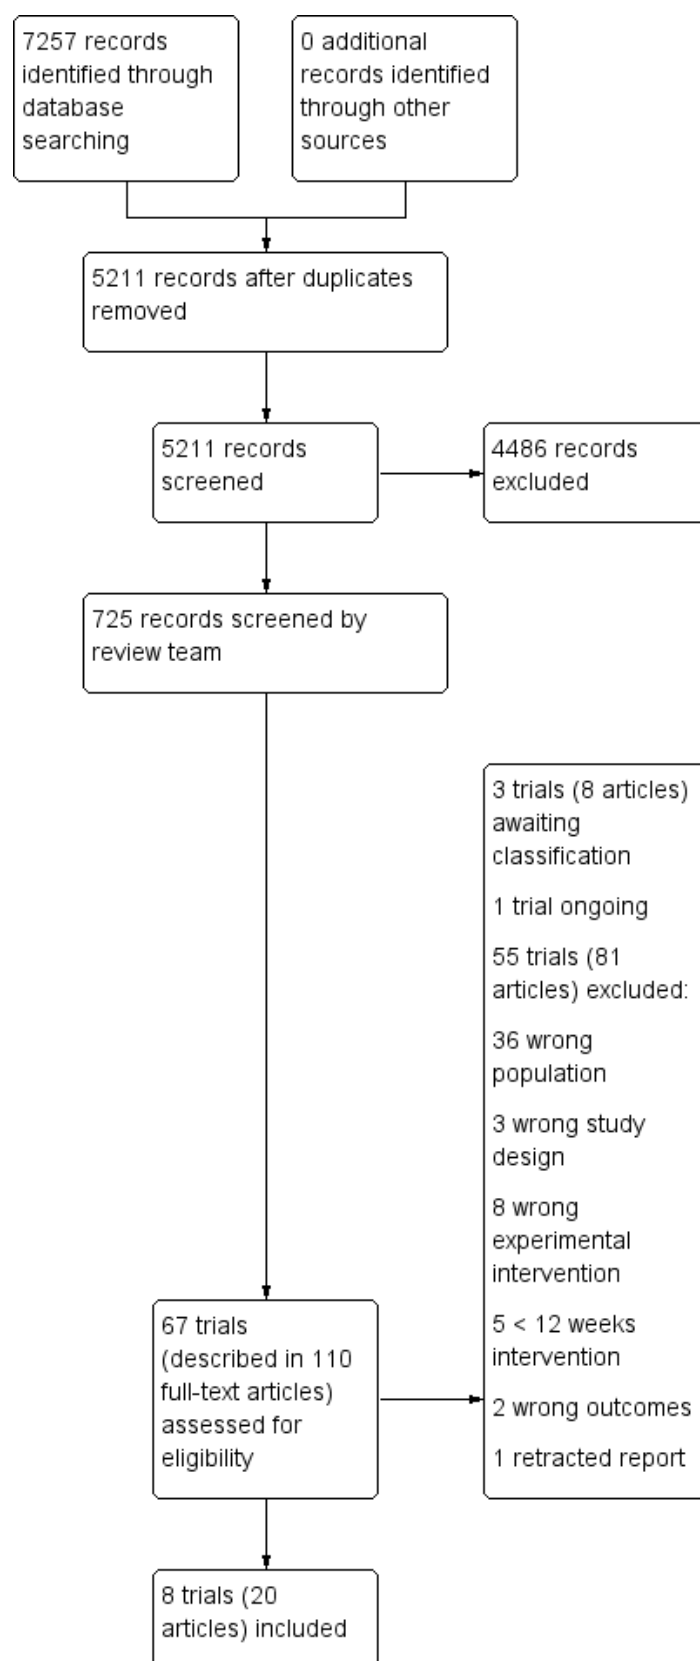 7257 records
identified through
database
searching
0 additional
records identified
through other
sources
5211 records after duplicates
removed
5211 records
screened
4486 records
excluded
725 records screened by
review team
3 trials (8 articles)
awaiting
classification
1 trial ongoing
55 trials (81
articles) excluded:
36 wrong
population
3 wrong study
design
8 wrong
experimental
intervention
5 < 12 weeks
intervention
2 wrong outcomes
1 retracted report
67 trials
(described in 110
full-text articles)
assessed for
eligibility
8 trials (20
articles) included